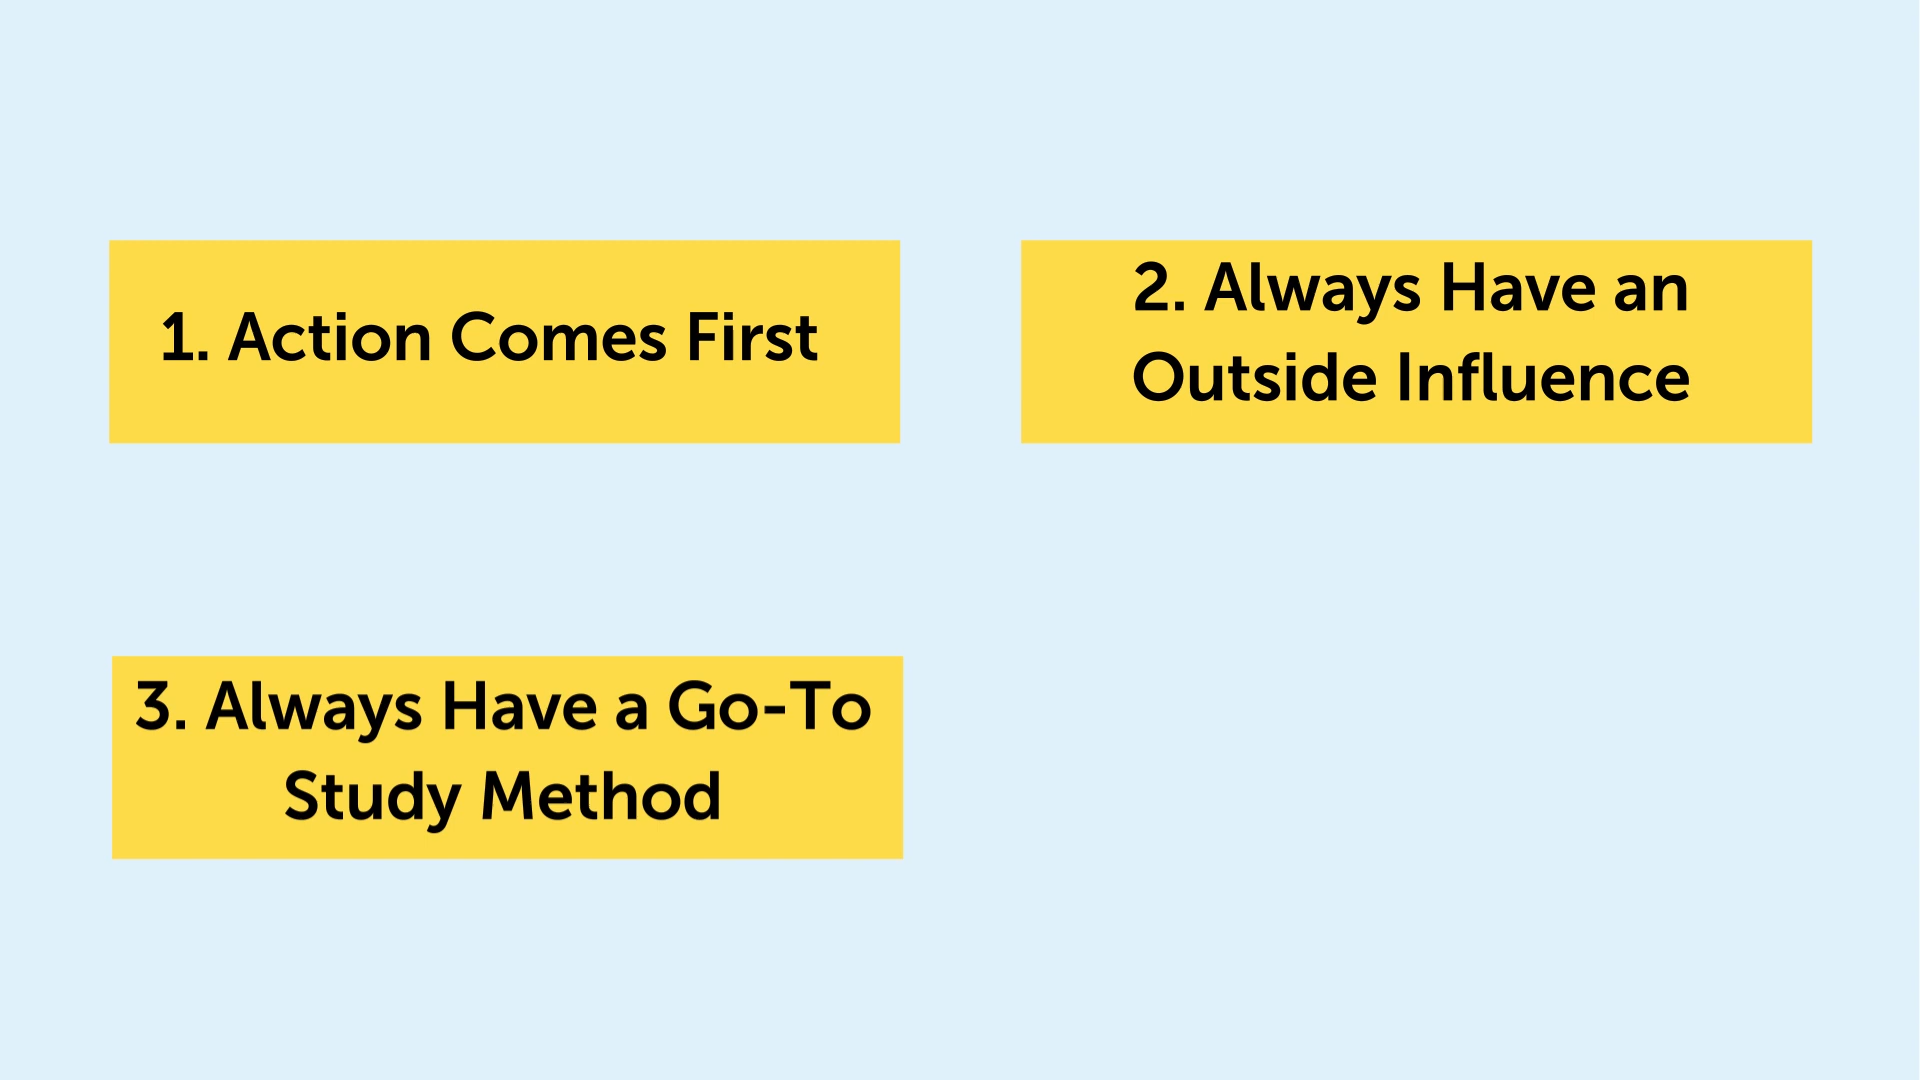 1. Action Comes First
2. Always Have an
Outside Influence
3. Always Have a Go-To
Study Method